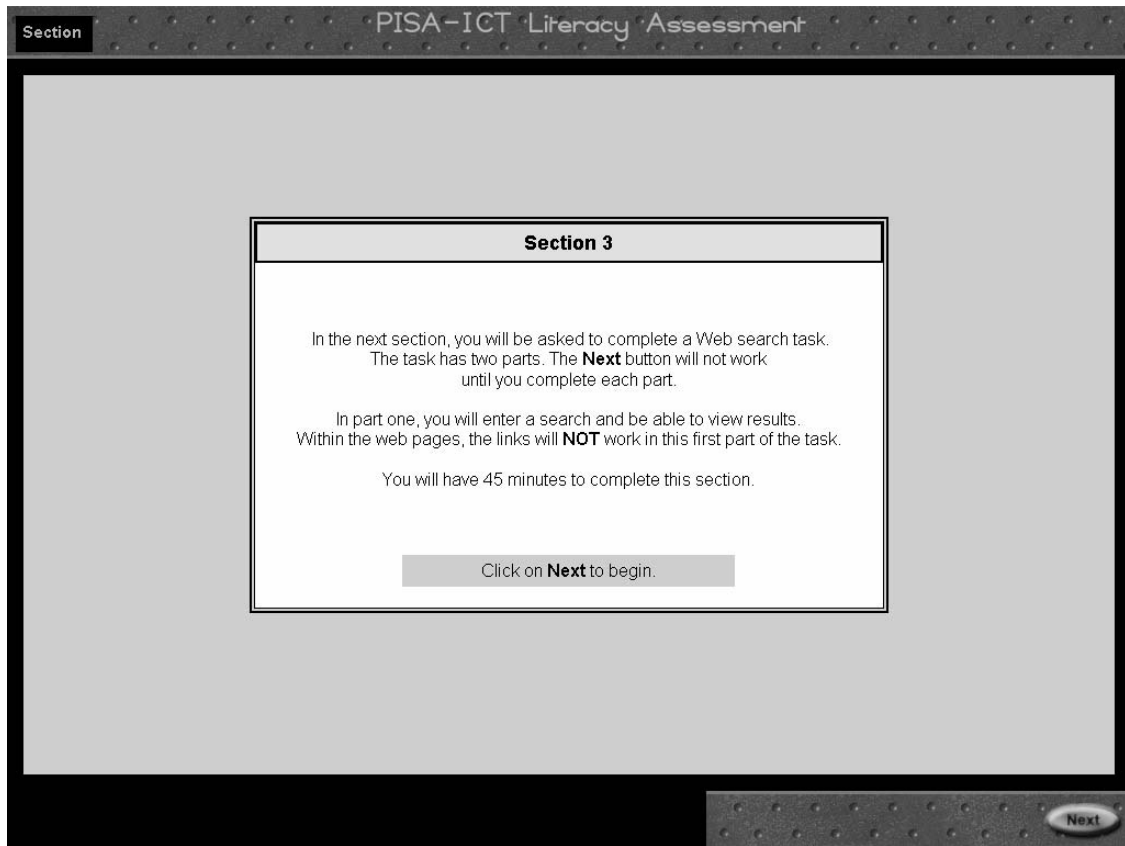 Section
PISA-ICT Literacy Assessment
Section 3
In the next section, you will be asked to complete a Web search task.
The task has two parts. The Next button will not work
until you complete each part.
In part one, you will enter a search and be able to view results.
Within the web pages, the links will NOT work in this first part of the task.
You will have 45 minutes to complete this section.
Click on Next to begin.
Next